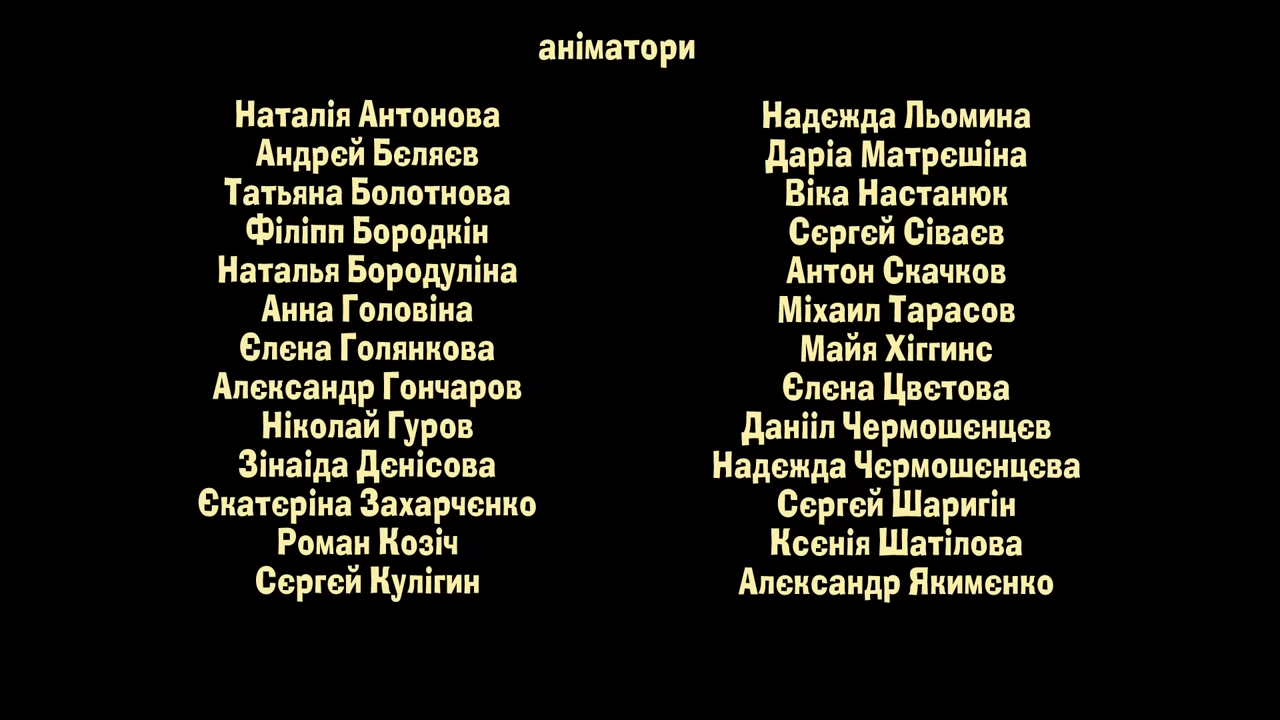 аніматори
Наталія Антонова
Андрєй Бєляєв
Татьяна Болотнова
Філіпп Бородкін
Наталья Бородуліна
Анна Головіна
Єлєна Голянкова
Алєксандр Гончаров
Ніколай Гуров
Зінаіда Дєнісова
Єкатєріна Захарчєнко
Роман Козіч
Сєргєй Кулігин
Надєжда Льомина
Даріа Матрєшіна
Віка Настанюк
Сєргєй Сіваєв
Антон Скачков
Міхаил Тарасов
Майя Хіггинс
Єлєна Цвєтова
Данііл Чермошєнцєв
Надєжда Чєрмошєнцєва
Сєргєй Шаригін
Ксєнія Шатілова
Алєксандр Якимєнко